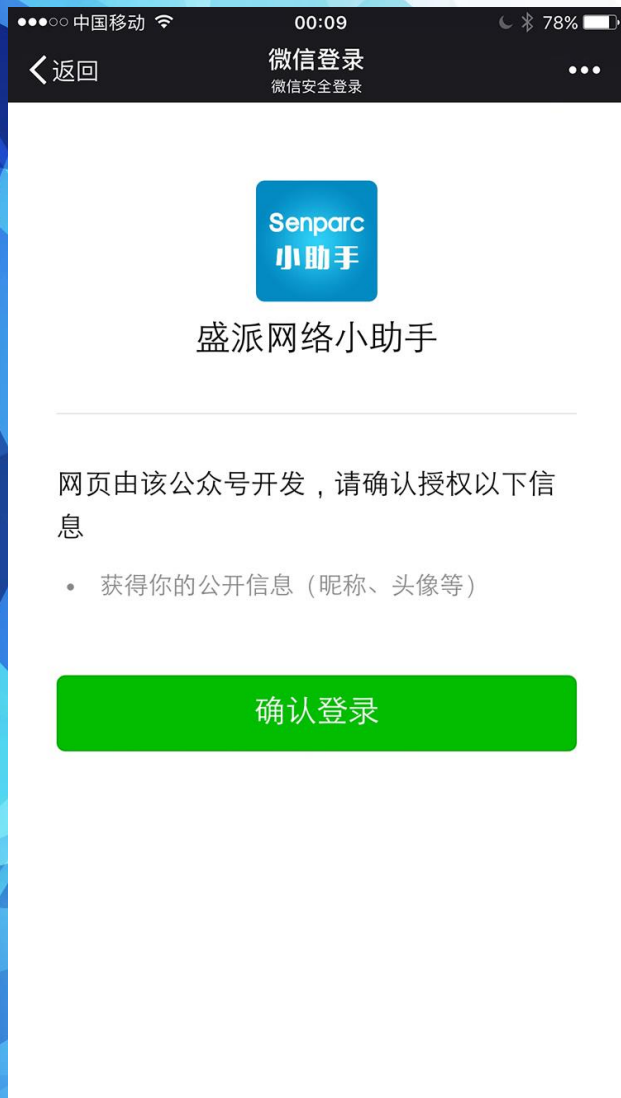 中国移动 00:09 78%
返回 微信登录 •••
微信安全登录
Senparc
小助手
盛派网络小助手
网页由该公众号开发，请确认授权以下信
息
• 获得你的公开信息（昵称、头像等）
确认登录